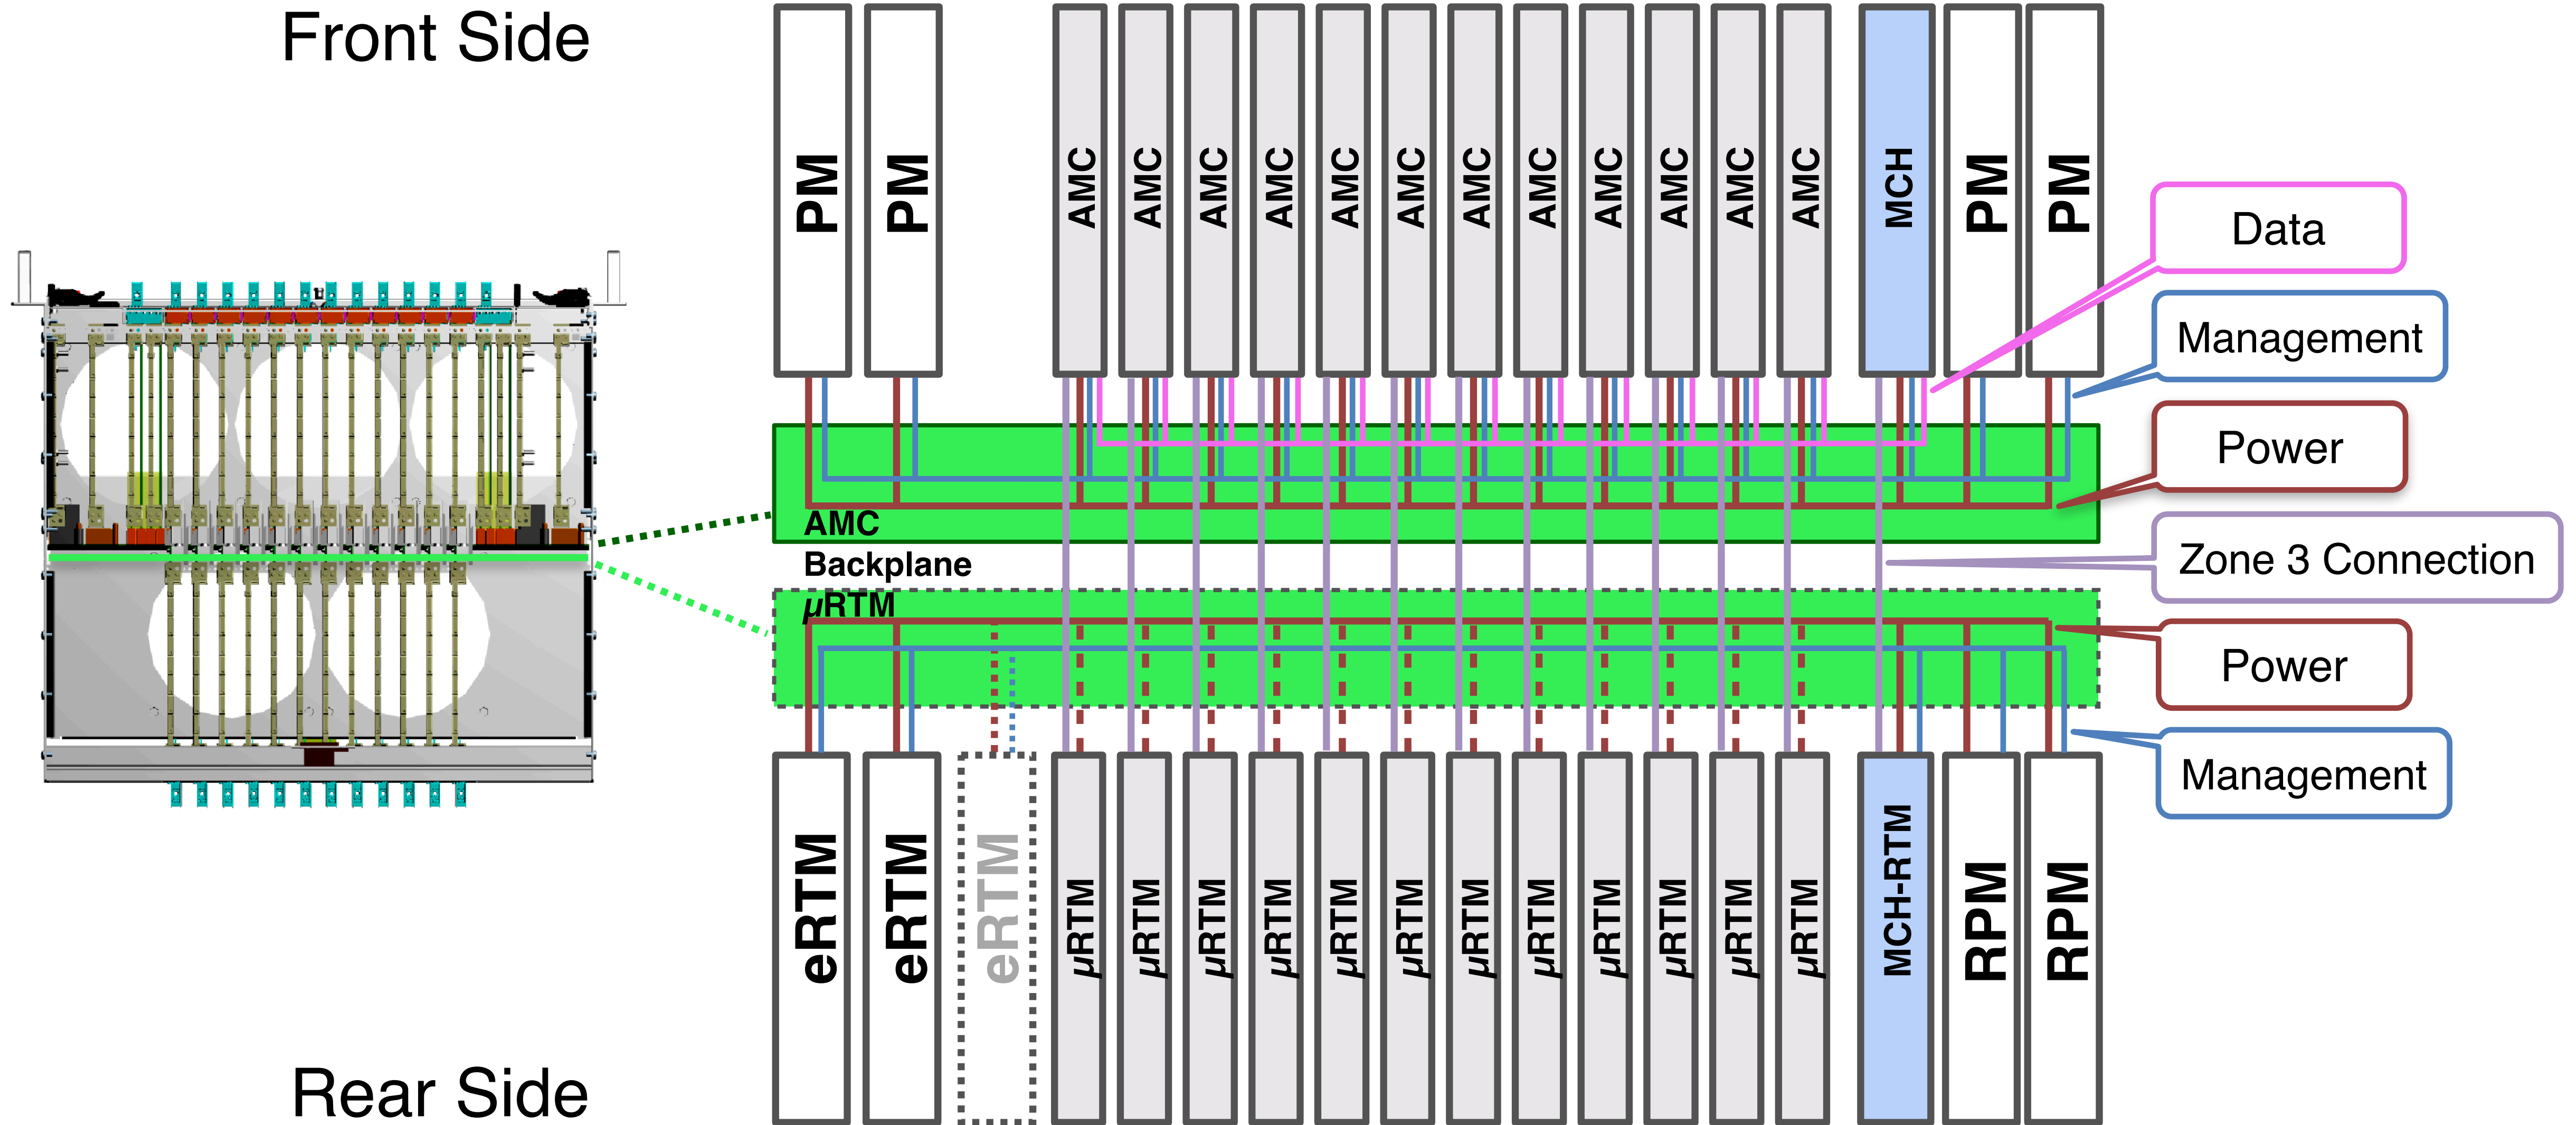 Front Side
PM
PM
AMC
AMC
AMC
AMC
AMC
AMC
AMC
AMC
AMC
AMC
AMC
AMC
MCH
PM
PM
Data
Management
Power
AMC
Backplane
µRTM
Zone 3 Connection
Power
Management
eRTM
eRTM
eRTM
µRTM
µRTM
µRTM
µRTM
µRTM
µRTM
µRTM
µRTM
µRTM
µRTM
µRTM
µRTM
MCH-RTM
RPM
RPM
Rear Side